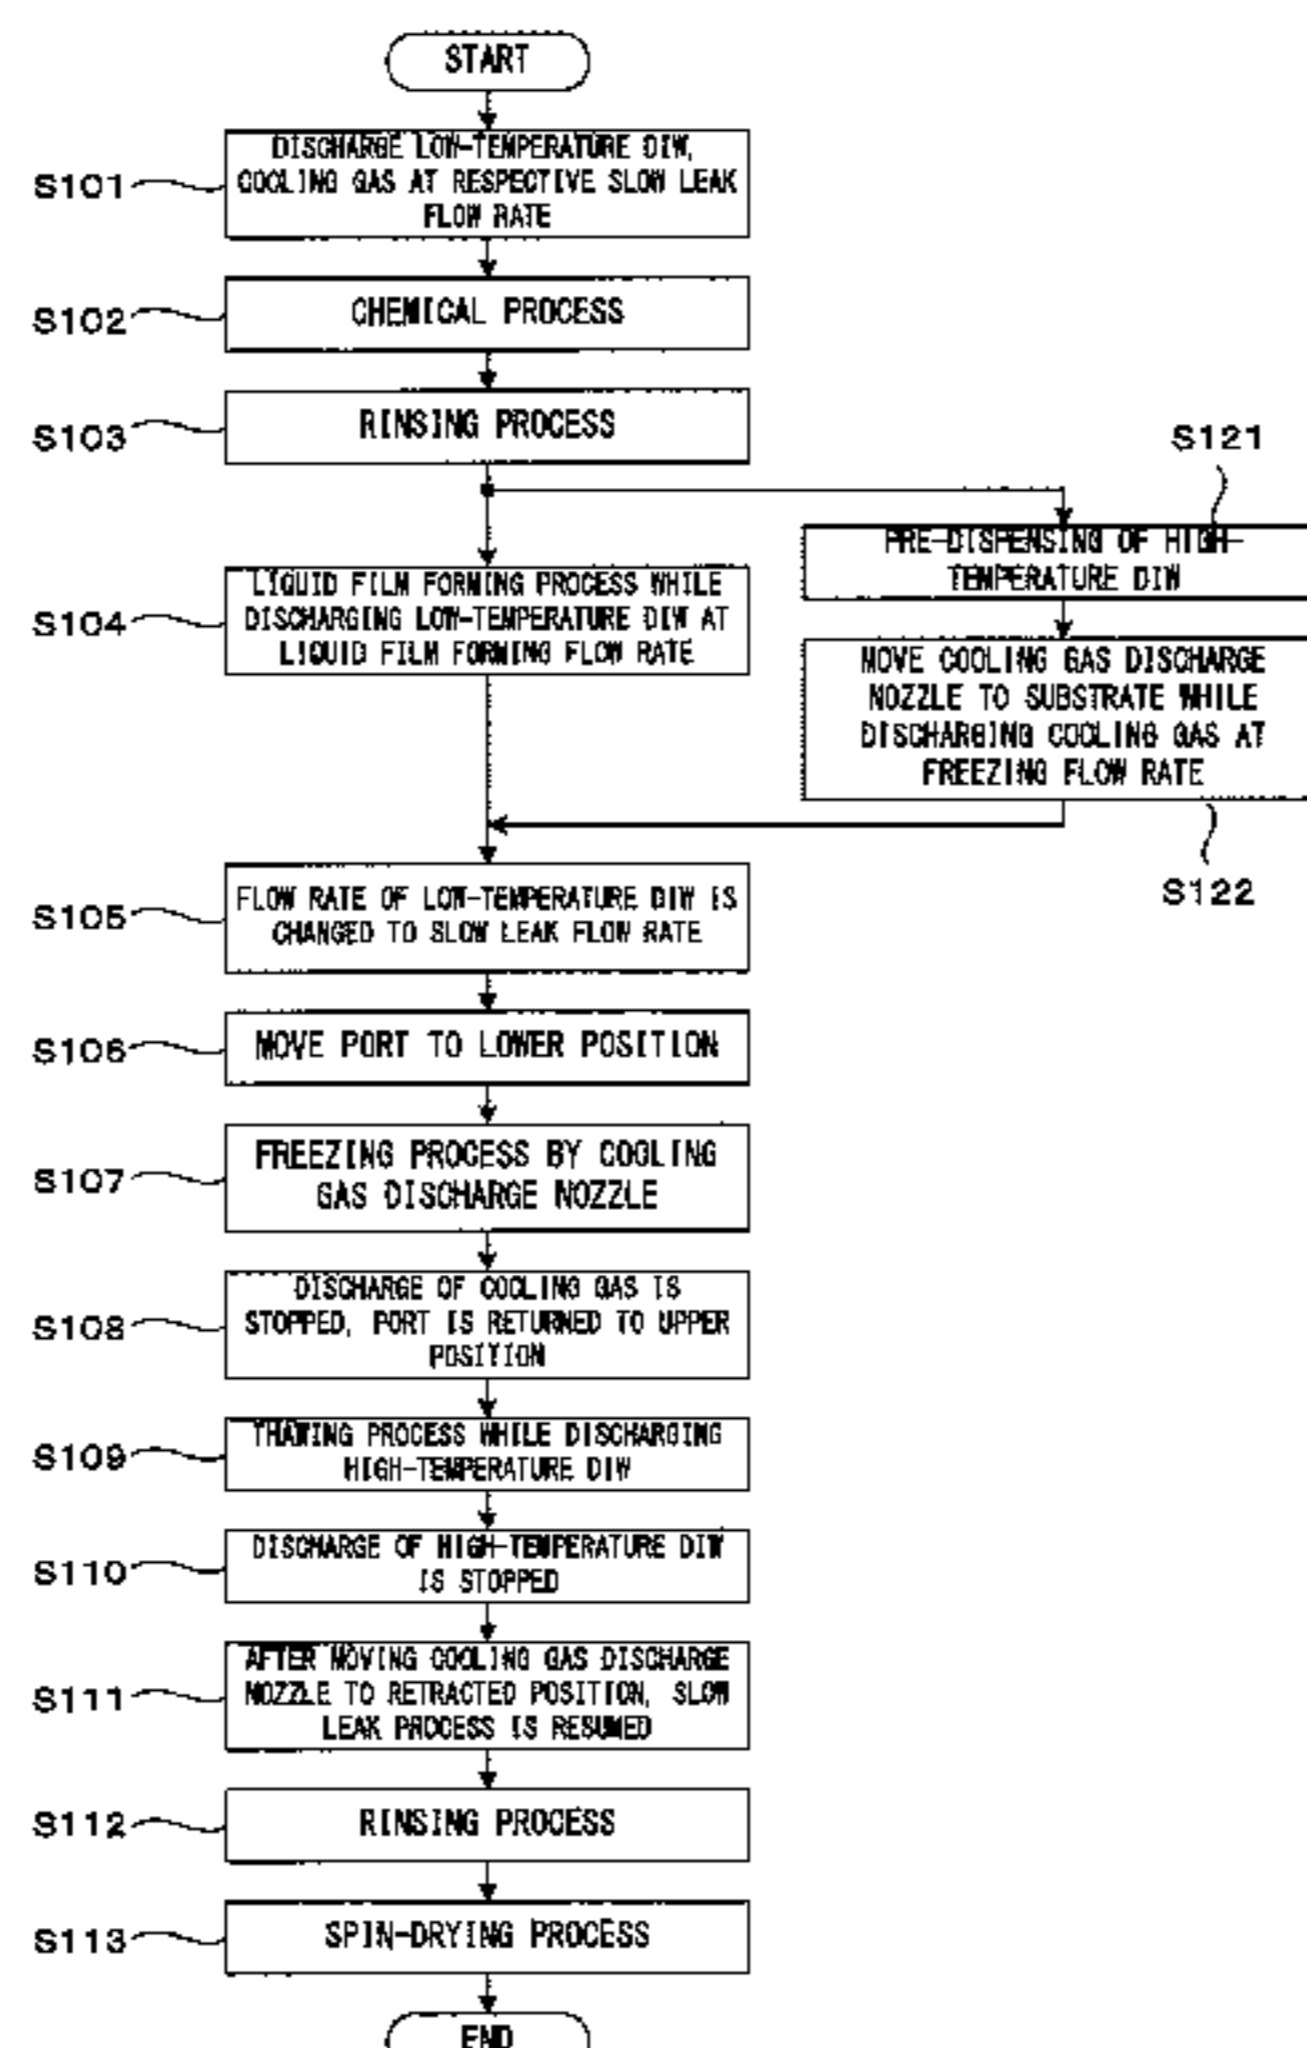 START
S101
DISCHARGE LOW-TEMPERATURE DIW,
COOLING GAS AT RESPECTIVE SLOW LEAK
FLOW RATE
S102
CHEMICAL PROCESS
S103
RINSING PROCESS
S121
PRE-DISPENSING OF HIGH-
TEMPERATURE DIW
S104
LIQUID FILM FORMING PROCESS WHILE
DISCHARGING LOW-TEMPERATURE DIW AT
LIQUID FILM FORMING FLOW RATE
MOVE COOLING GAS DISCHARGE
NOZZLE TO SUBSTRATE WHILE
DISCHARGING COOLING GAS AT
FREEZING FLOW RATE
S122
S105
FLOW RATE OF LOW-TEMPERATURE DIW IS
CHANGED TO SLOW LEAK FLOW RATE
S106
MOVE PORT TO LOWER POSITION
S107
FREEZING PROCESS BY COOLING
GAS DISCHARGE NOZZLE
S108
DISCHARGE OF COOLING GAS IS
STOPPED, PORT IS RETURNED TO UPPER
POSITION
S109
THAWING PROCESS WHILE DISCHARGING
HIGH-TEMPERATURE DIW
S110
DISCHARGE OF HIGH-TEMPERATURE DIW
IS STOPPED
S111
AFTER MOVING COOLING GAS DISCHARGE
NOZZLE TO RETRACTED POSITION, SLOW
LEAK PROCESS IS RESUMED
S112
RINSING PROCESS
S113
SPIN-DRYING PROCESS
END